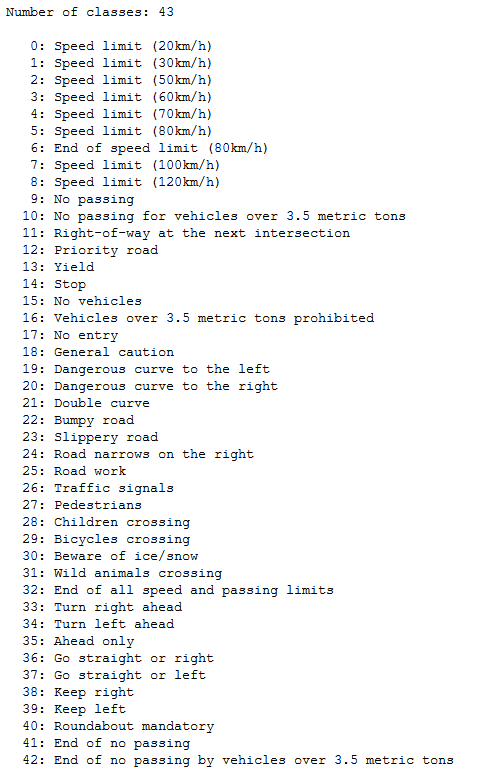 Number of classes: 43
0: Speed limit (20km/h)
1: Speed limit (30km/h)
2: Speed limit (50km/h)
3: Speed limit (60km/h)
4: Speed limit (70km/h)
5: Speed limit (80km/h)
6: End of speed limit (80km/h)
7: Speed limit (100km/h)
8: Speed limit (120km/h)
9: No passing
10: No passing for vehicles over 3.5 metric tons
11: Right-of-way at the next intersection
12: Priority road
13: Yield
14: Stop
15: No vehicles
16: Vehicles over 3.5 metric tons prohibited
17: No entry
18: General caution
19: Dangerous curve to the left
20: Dangerous curve to the right
21: Double curve
22: Bumpy road
23: Slippery road
24: Road narrows on the right
25: Road work
26: Traffic signals
27: Pedestrians
28: Children crossing
29: Bicycles crossing
30: Beware of ice/snow
31: Wild animals crossing
32: End of all speed and passing limits
33: Turn right ahead
34: Turn left ahead
35: Ahead only
36: Go straight or right
37: Go straight or left
38: Keep right
39: Keep left
40: Roundabout mandatory
41: End of no passing
42: End of no passing by vehicles over 3.5 metric tons